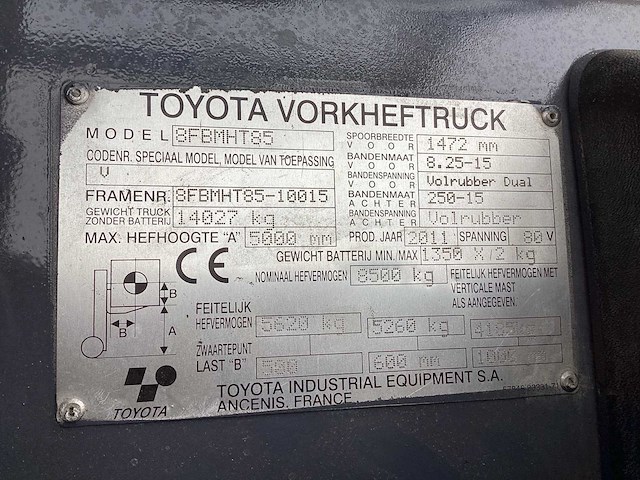 TOYOTA VORKHEFTRUCK
MODEL 8FBMHT85
CODENR. SPECIAAL MODEL, MODEL VAN TOEPASSING
V
FRAMENR. 8FBMHT85-10015
GEWICHT TRUCK ZONDER BATTERIJ 14027 kg
MAX. HEFHOOGTE "A" 5000 mm
SPOORBREEDTE VOOR 1472 mm
BANDENMAAT VOOR 8.25-15
BANDENSPANNING VOOR Volrubber Dual
BANDENMAAT ACHTER 250-15
BANDENSPANNING ACHTER Volrubber
PROD. JAAR 2011 SPANNING 80 V
GEWICHT BATTERIJ MIN./MAX 1350 X/2 kg
CE
NOMINAAL HEFVERMOGEN 8500 kg
FEITELIJK HEFVERMOGEN MET
VERTICALE MAST
ALS AANGEGEVEN.
B
B
A
FEITELIJK
HEFVERMOGEN 5620 kg 5260 kg
ZWAARTEPUNT
LAST "B" 500 600 mm
TOYOTA
TOYOTA INDUSTRIAL EQUIPMENT S.A.
ANCENIS, FRANCE